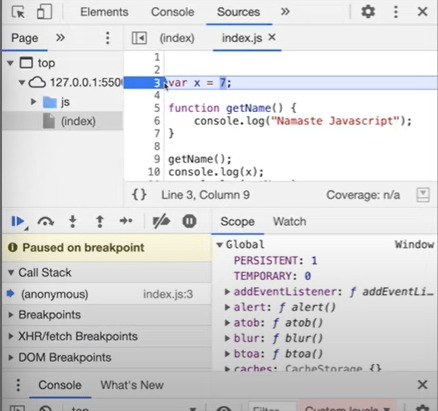 Elements Console Sources »
Page » (index) index.js ×
top
127.0.0.1:550
js
(index)
1
2
3 var x = 7;
4
5 function getName() {
6 console.log("Namaste Javascript");
7 }
8
9 getName();
10 console.log(x);
{} Line 3, Column 9 Coverage: n/a
Scope Watch
Paused on breakpoint
Call Stack
(anonymous) index.js:3
Breakpoints
XHR/fetch Breakpoints
DOM Breakpoints
Global Window
PERSISTENT: 1
TEMPORARY: 0
addEventListener: ƒ addEventLi…
alert: ƒ alert()
atob: ƒ atob()
blur: ƒ blur()
btoa: ƒ btoa()
caches: CacheStorage {}
Console What's New
top Filter Custom levels